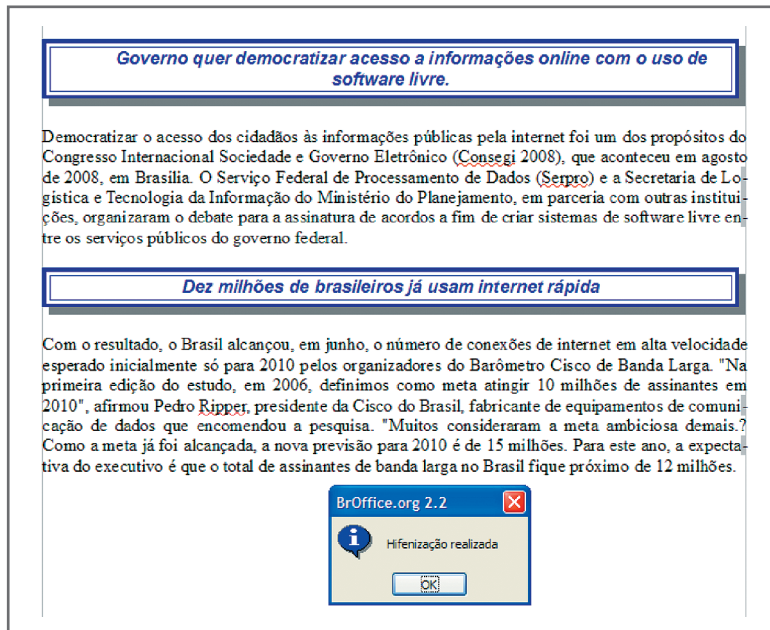 Governo quer democratizar acesso a informações online com o uso de
software livre.
Democratizar o acesso dos cidadãos às informações públicas pela internet foi um dos propósitos do
Congresso Internacional Sociedade e Governo Eletrônico (Consegi 2008), que aconteceu em agosto
de 2008, em Brasília. O Serviço Federal de Processamento de Dados (Serpro) e a Secretaria de Lo-
gística e Tecnologia da Informação do Ministério do Planejamento, em parceria com outras institui-
ções, organizaram o debate para a assinatura de acordos a fim de criar sistemas de software livre en-
tre os serviços públicos do governo federal.
Dez milhões de brasileiros já usam internet rápida
Com o resultado, o Brasil alcançou, em junho, o número de conexões de internet em alta velocidade
esperado inicialmente só para 2010 pelos organizadores do Barômetro Cisco de Banda Larga. "Na
primeira edição do estudo, em 2006, definimos como meta atingir 10 milhões de assinantes em
2010", afirmou Pedro Ripper, presidente da Cisco do Brasil, fabricante de equipamentos de comuni-
cação de dados que encomendou a pesquisa. "Muitos consideraram a meta ambiciosa demais.?
Como a meta já foi alcançada, a nova previsão para 2010 é de 15 milhões. Para este ano, a expecta-
tiva do executivo é que o total de assinantes de banda larga no Brasil fique próximo de 12 milhões.
BrOffice.org 2.2
Hifenização realizada
OK